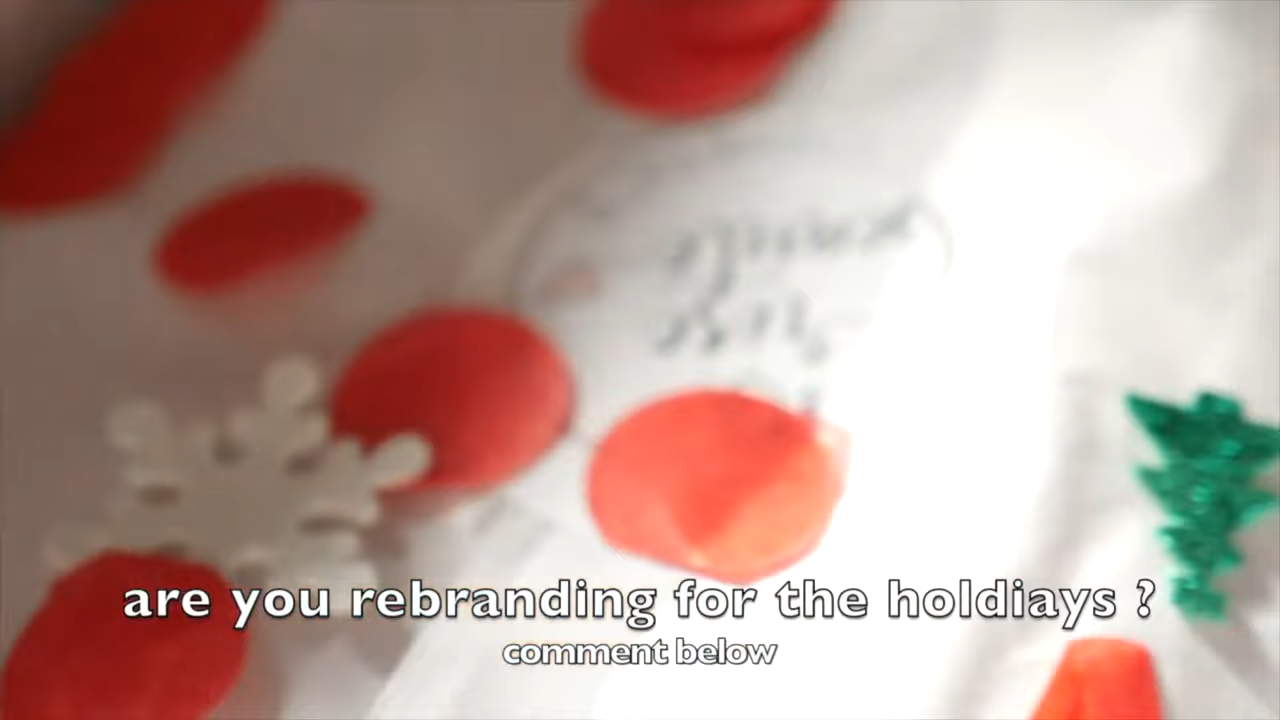 are you rebranding for the holdiays ?
comment below